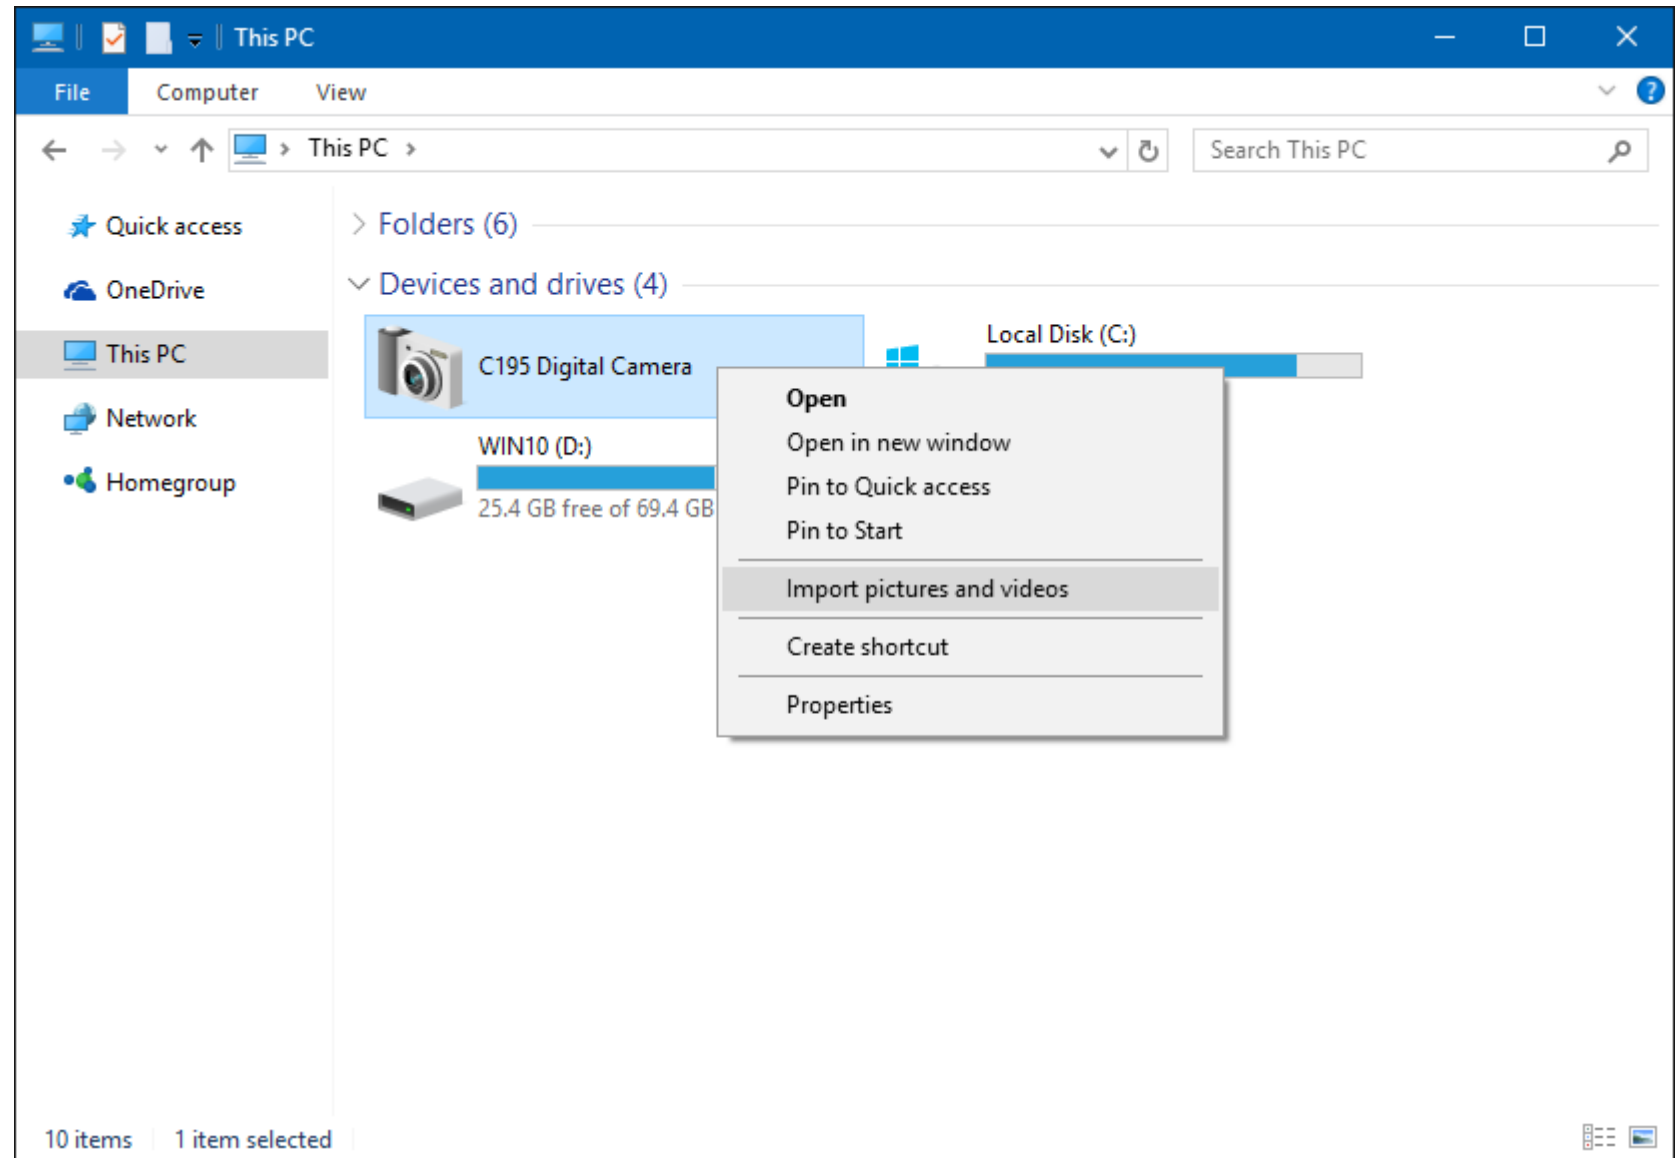 This PC
File Computer View
This PC
Search This PC
Quick access
OneDrive
This PC
Network
Homegroup
Folders (6)
Devices and drives (4)
C195 Digital Camera
Local Disk (C:)
WIN10 (D:)
25.4 GB free of 69.4 GB
Open
Open in new window
Pin to Quick access
Pin to Start
Import pictures and videos
Create shortcut
Properties
10 items 1 item selected